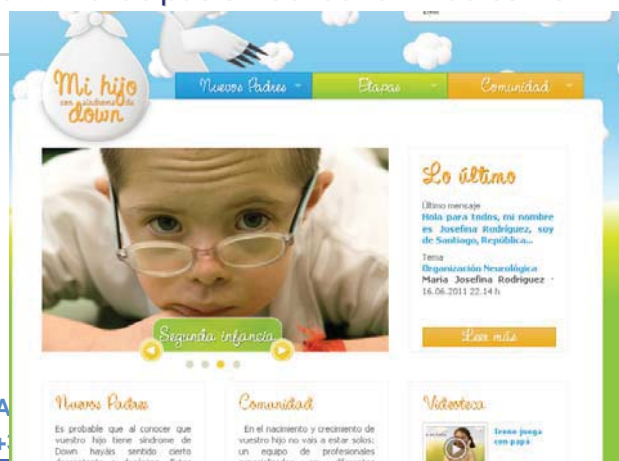 Mi hijo
con síndrome de
down
Nuevos Padres
Etapas
Comunidad
Lo último
Último mensaje
Hola para todos, mi nombre
es Josefina Rodríguez, soy
de Santiago, República...
Tema
Organización Neurológica
Maria Josefina Rodriguez ·
16.06.2011 22.14 h
Leer más
Segunda infancia
Nuevos Padres
Es probable que al conocer que
vuestro hijo tiene síndrome de
Down hayáis sentido cierto
Comunidad
En el nacimiento y crecimiento de
vuestro hijo no vais a estar solos:
un equipo de profesionales
Videoteca
Irene juega
con papá